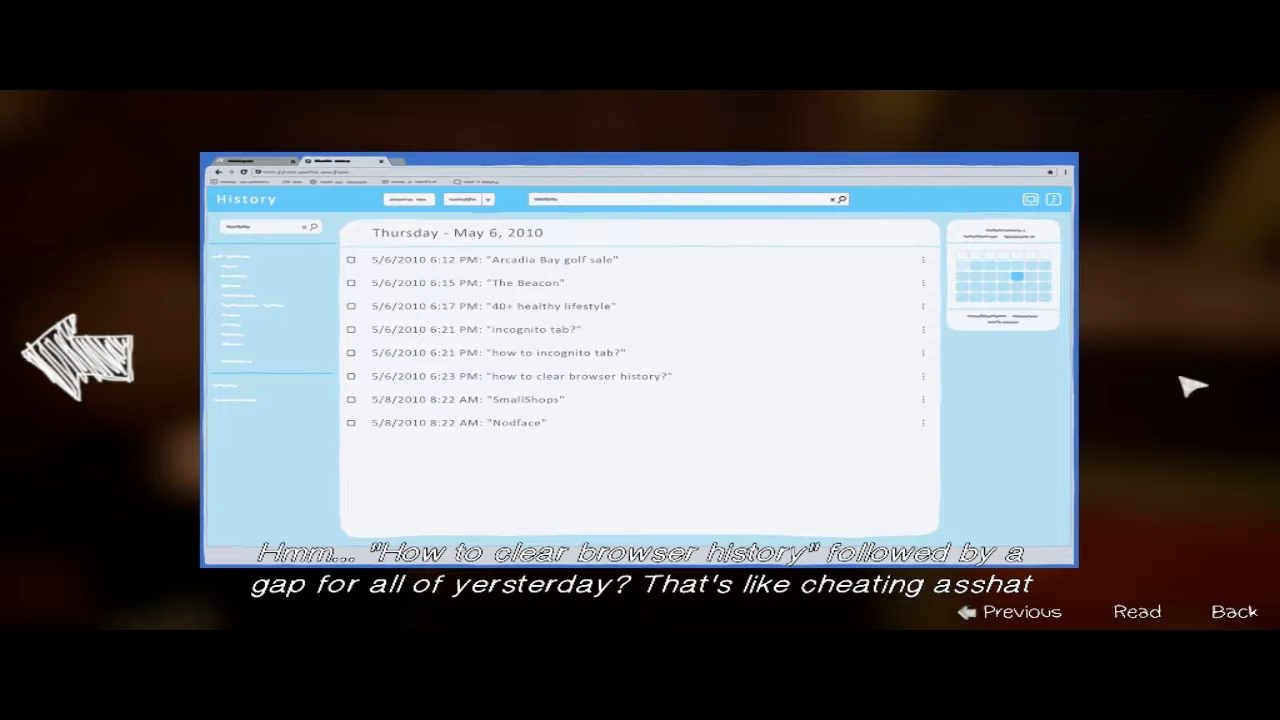 History
Thursday - May 6, 2010
5/6/2010 6:12 PM: "Arcadia Bay golf sale"
5/6/2010 6:15 PM: "The Beacon"
5/6/2010 6:17 PM: "40+ healthy lifestyle"
5/6/2010 6:21 PM: "incognito tab?"
5/6/2010 6:21 PM: "how to incognito tab?"
5/6/2010 6:23 PM: "how to clear browser history?"
5/8/2010 8:22 AM: "SmallShops"
5/8/2010 8:22 AM: "Nodface"
Hmm... "How to clear browser history" followed by a
gap for all of yersterday? That's like cheating asshat
Previous Read Back